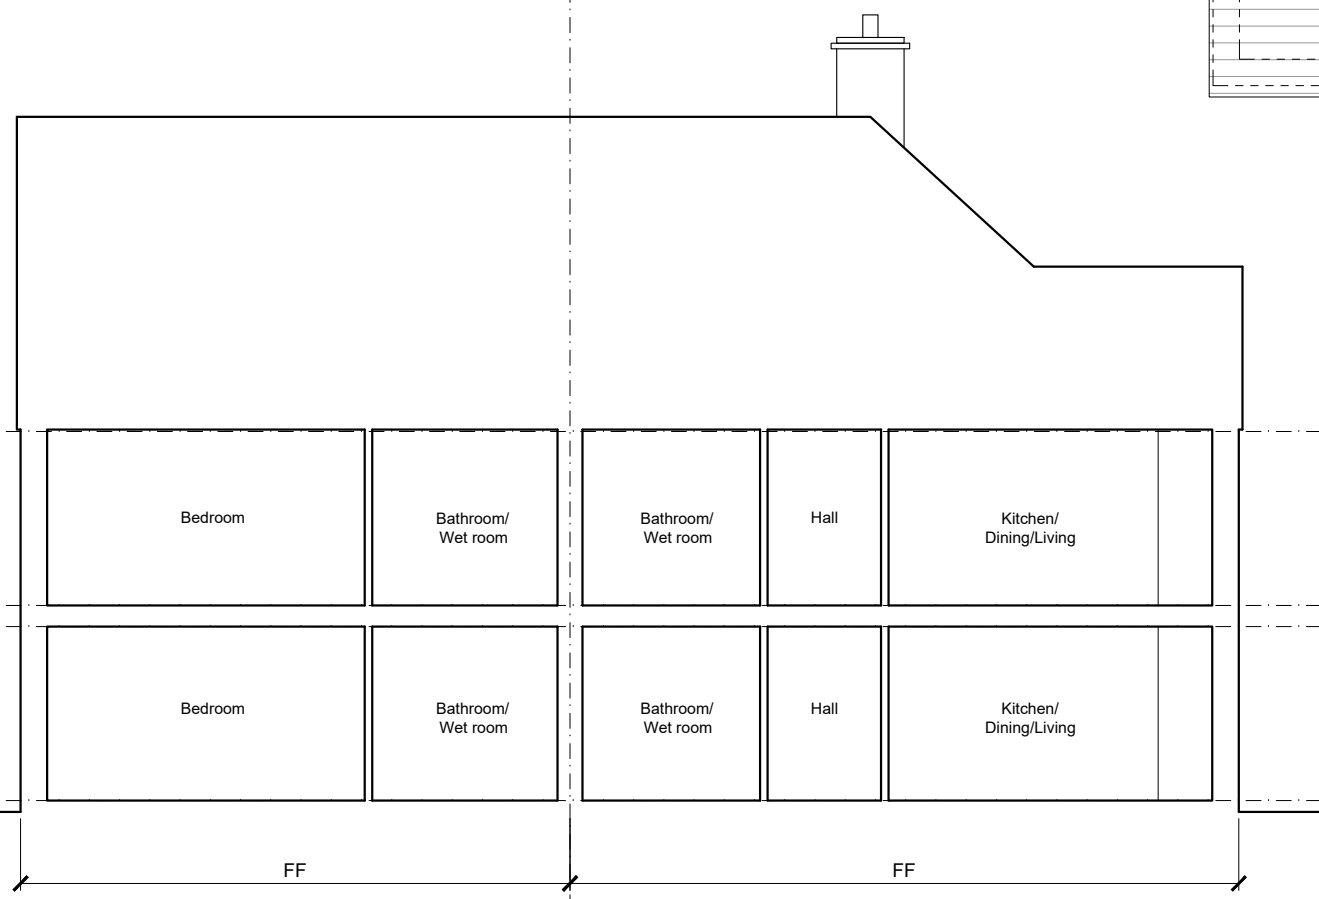 Bedroom
Bathroom/
Wet room
Bathroom/
Wet room
Hall
Kitchen/
Dining/Living
Bedroom
Bathroom/
Wet room
Bathroom/
Wet room
Hall
Kitchen/
Dining/Living
FF
FF